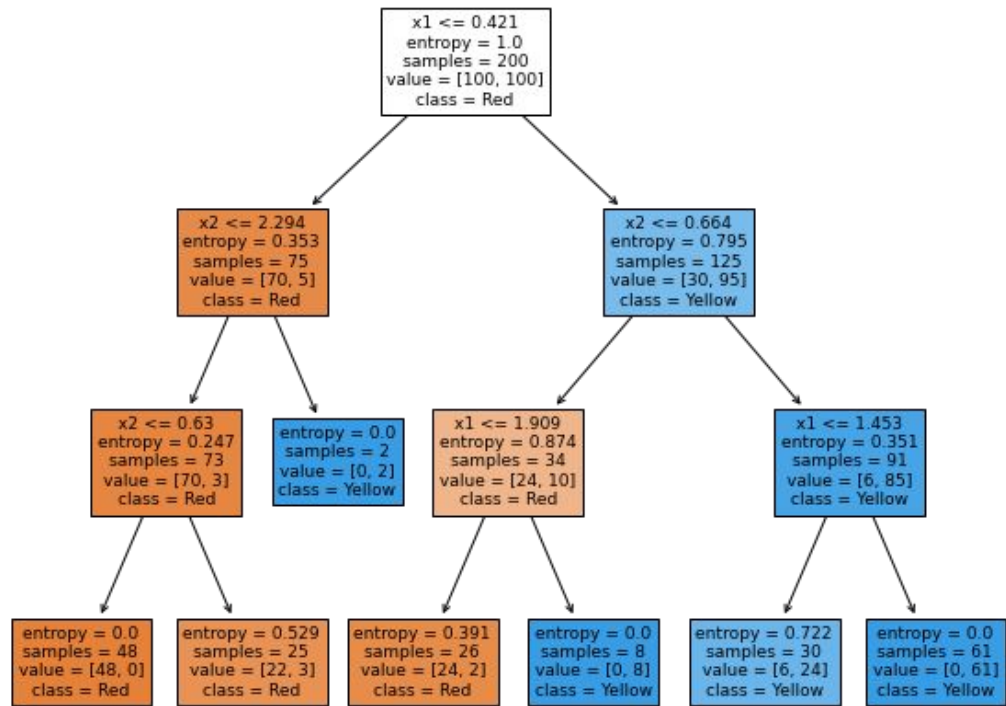 x1 <= 0.421
entropy = 1.0
samples = 200
value = [100, 100]
class = Red
x2 <= 2.294
entropy = 0.353
samples = 75
value = [70, 5]
class = Red
x2 <= 0.664
entropy = 0.795
samples = 125
value = [30, 95]
class = Yellow
x2 <= 0.63
entropy = 0.247
samples = 73
value = [70, 3]
class = Red
entropy = 0.0
samples = 2
value = [0, 2]
class = Yellow
x1 <= 1.909
entropy = 0.874
samples = 34
value = [24, 10]
class = Red
x1 <= 1.453
entropy = 0.351
samples = 91
value = [6, 85]
class = Yellow
entropy = 0.0
samples = 48
value = [48, 0]
class = Red
entropy = 0.529
samples = 25
value = [22, 3]
class = Red
entropy = 0.391
samples = 26
value = [24, 2]
class = Red
entropy = 0.0
samples = 8
value = [0, 8]
class = Yellow
entropy = 0.722
samples = 30
value = [6, 24]
class = Yellow
entropy = 0.0
samples = 61
value = [0, 61]
class = Yellow